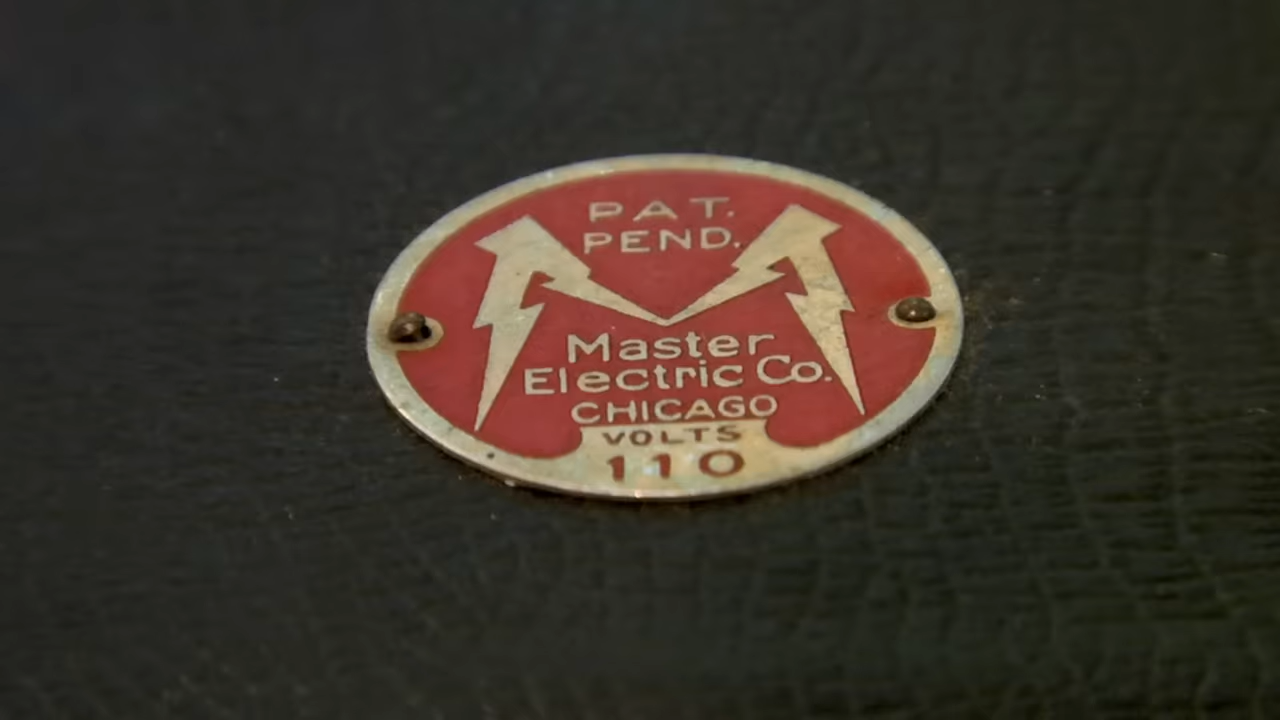 PAT.
PEND.
Master
Electric Co.
CHICAGO
VOLTS
110